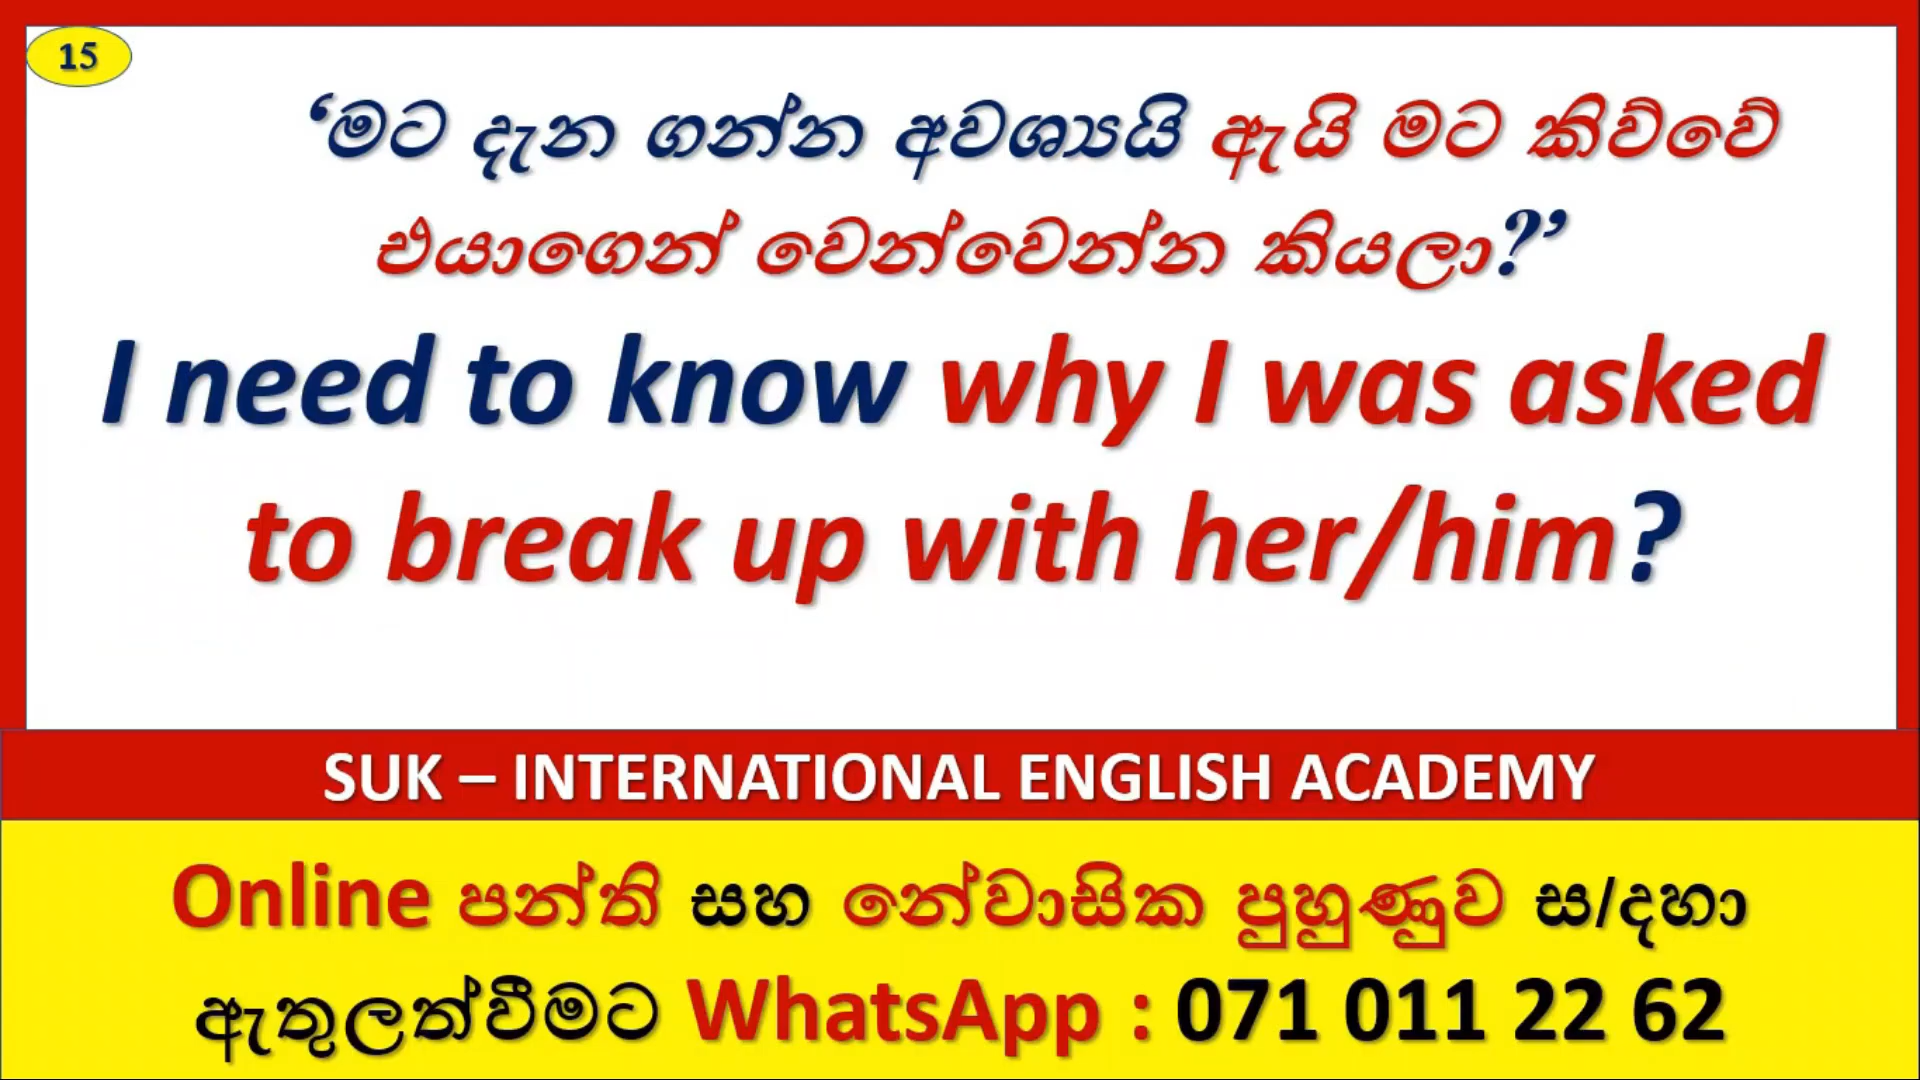 15
‘මට දැන ගන්න අවශ්‍යයි ඇයි මට කිව්වේ
එයාගෙන් වෙන්වෙන්න කියලා?’
I need to know why I was asked
to break up with her/him?
SUK – INTERNATIONAL ENGLISH ACADEMY
Online පන්ති සහ නේවාසික පුහුණුව ස/දහා
ඇතුලත්වීමට WhatsApp : 071 011 22 62